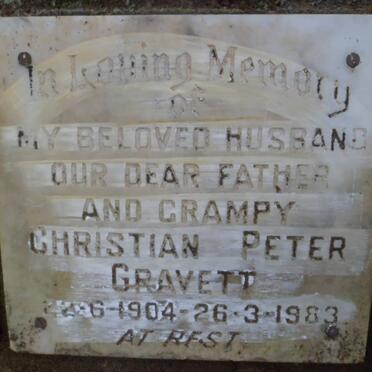 In Loving Memory
of
MY BELOVED HUSBAND
OUR DEAR FATHER
AND GRAMPY
CHRISTIAN PETER
GRAVETT
22-6-1904-26-3-1983
AT REST